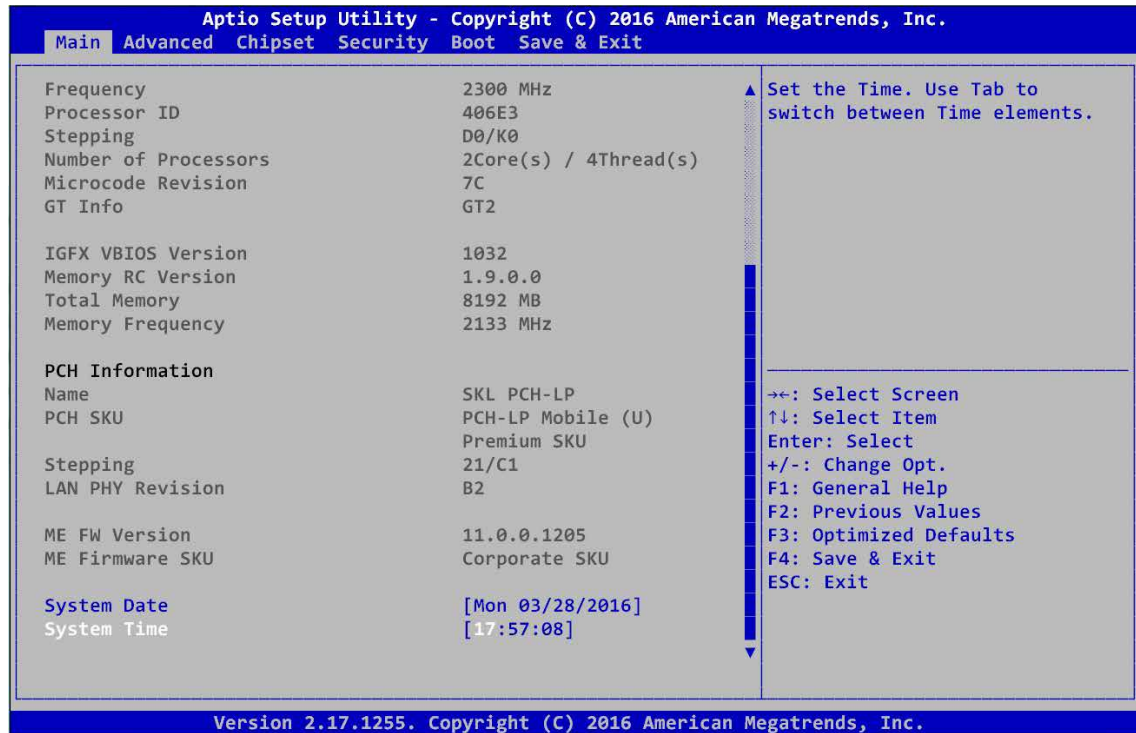 Aptio Setup Utility - Copyright (C) 2016 American Megatrends, Inc.
Main Advanced Chipset Security Boot Save & Exit
Frequency 2300 MHz
Processor ID 406E3
Stepping D0/K0
Number of Processors 2Core(s) / 4Thread(s)
Microcode Revision 7C
GT Info GT2
IGFX VBIOS Version 1032
Memory RC Version 1.9.0.0
Total Memory 8192 MB
Memory Frequency 2133 MHz
PCH Information
Name SKL PCH-LP
PCH SKU PCH-LP Mobile (U)
Premium SKU
Stepping 21/C1
LAN PHY Revision B2
ME FW Version 11.0.0.1205
ME Firmware SKU Corporate SKU
System Date [Mon 03/28/2016]
System Time [17:57:08]
Set the Time. Use Tab to
switch between Time elements.
→←: Select Screen
↑↓: Select Item
Enter: Select
+/-: Change Opt.
F1: General Help
F2: Previous Values
F3: Optimized Defaults
F4: Save & Exit
ESC: Exit
Version 2.17.1255. Copyright (C) 2016 American Megatrends, Inc.